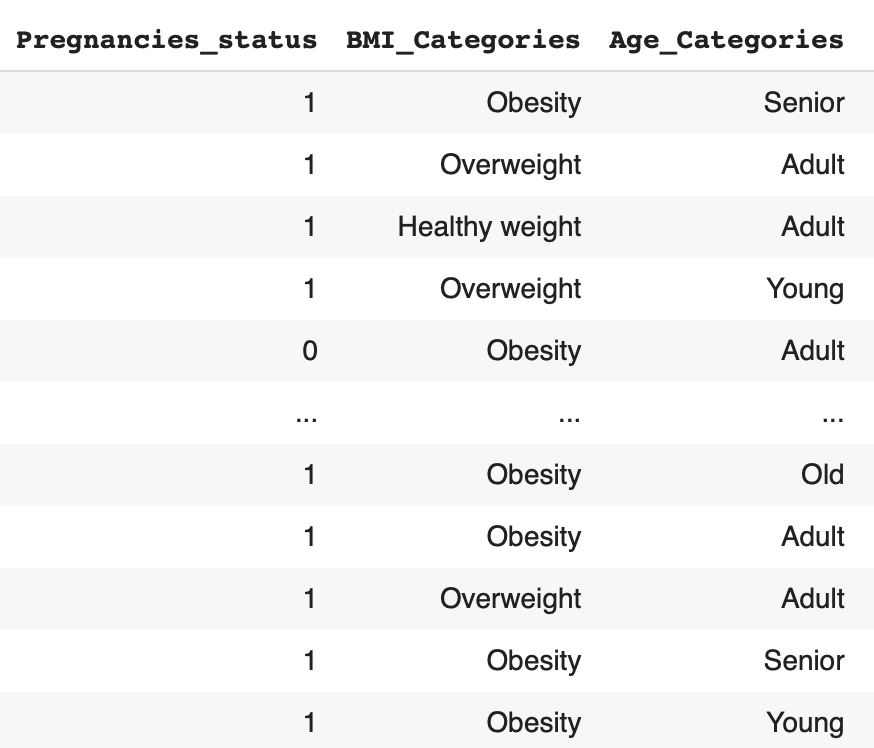 Pregnancies_status BMI_Categories Age_Categories
1 Obesity Senior
1 Overweight Adult
1 Healthy weight Adult
1 Overweight Young
0 Obesity Adult
... ... ...
1 Obesity Old
1 Obesity Adult
1 Overweight Adult
1 Obesity Senior
1 Obesity Young